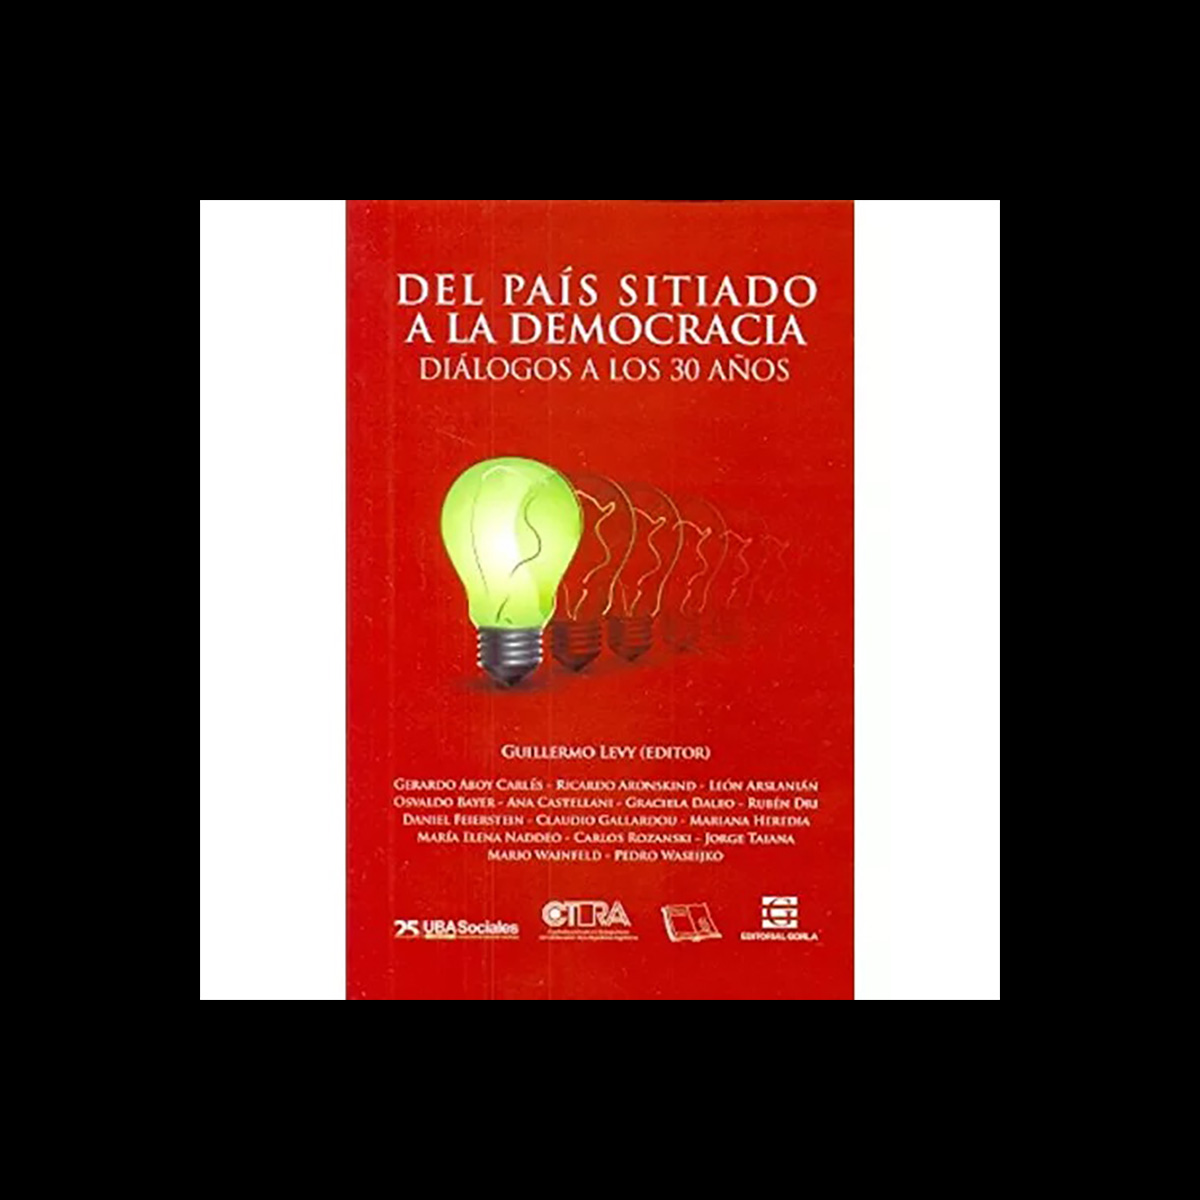 DEL PAÍS SITIADO
A LA DEMOCRACIA
DIÁLOGOS A LOS 30 AÑOS
GUILLERMO LEVY (EDITOR)
GERARDO ABOY CARLÉS - RICARDO ARONSKIND - LEÓN ARSLANIÁN
OSVALDO BAYER - ANA CASTELLANI - GRACIELA DALEO - RUBÉN DRI
DANIEL FEIERSTEIN - CLAUDIO GALLARDOU - MARIANA HEREDIA
MARÍA ELENA NADDEO - CARLOS ROZANSKI - JORGE TAIANA
MARIO WAINFELD - PEDRO WASEIJKO
25 UBASociales
CTERA
EDITORIAL GORLA